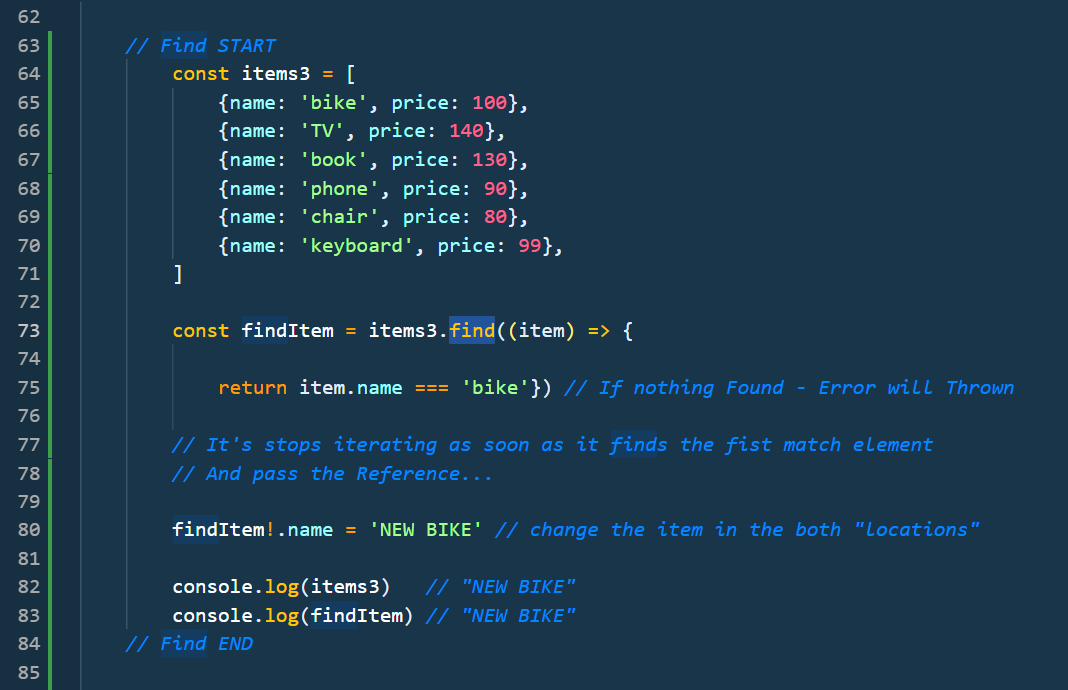 62
63 // Find START
64 const items3 = [
65 {name: 'bike', price: 100},
66 {name: 'TV', price: 140},
67 {name: 'book', price: 130},
68 {name: 'phone', price: 90},
69 {name: 'chair', price: 80},
70 {name: 'keyboard', price: 99},
71 ]
72
73 const findItem = items3.find((item) => {
74
75 return item.name === 'bike'}) // If nothing Found - Error will Thrown
76
77 // It's stops iterating as soon as it finds the fist match element
78 // And pass the Reference...
79
80 findItem!.name = 'NEW BIKE' // change the item in the both "locations"
81
82 console.log(items3) // "NEW BIKE"
83 console.log(findItem) // "NEW BIKE"
84 // Find END
85